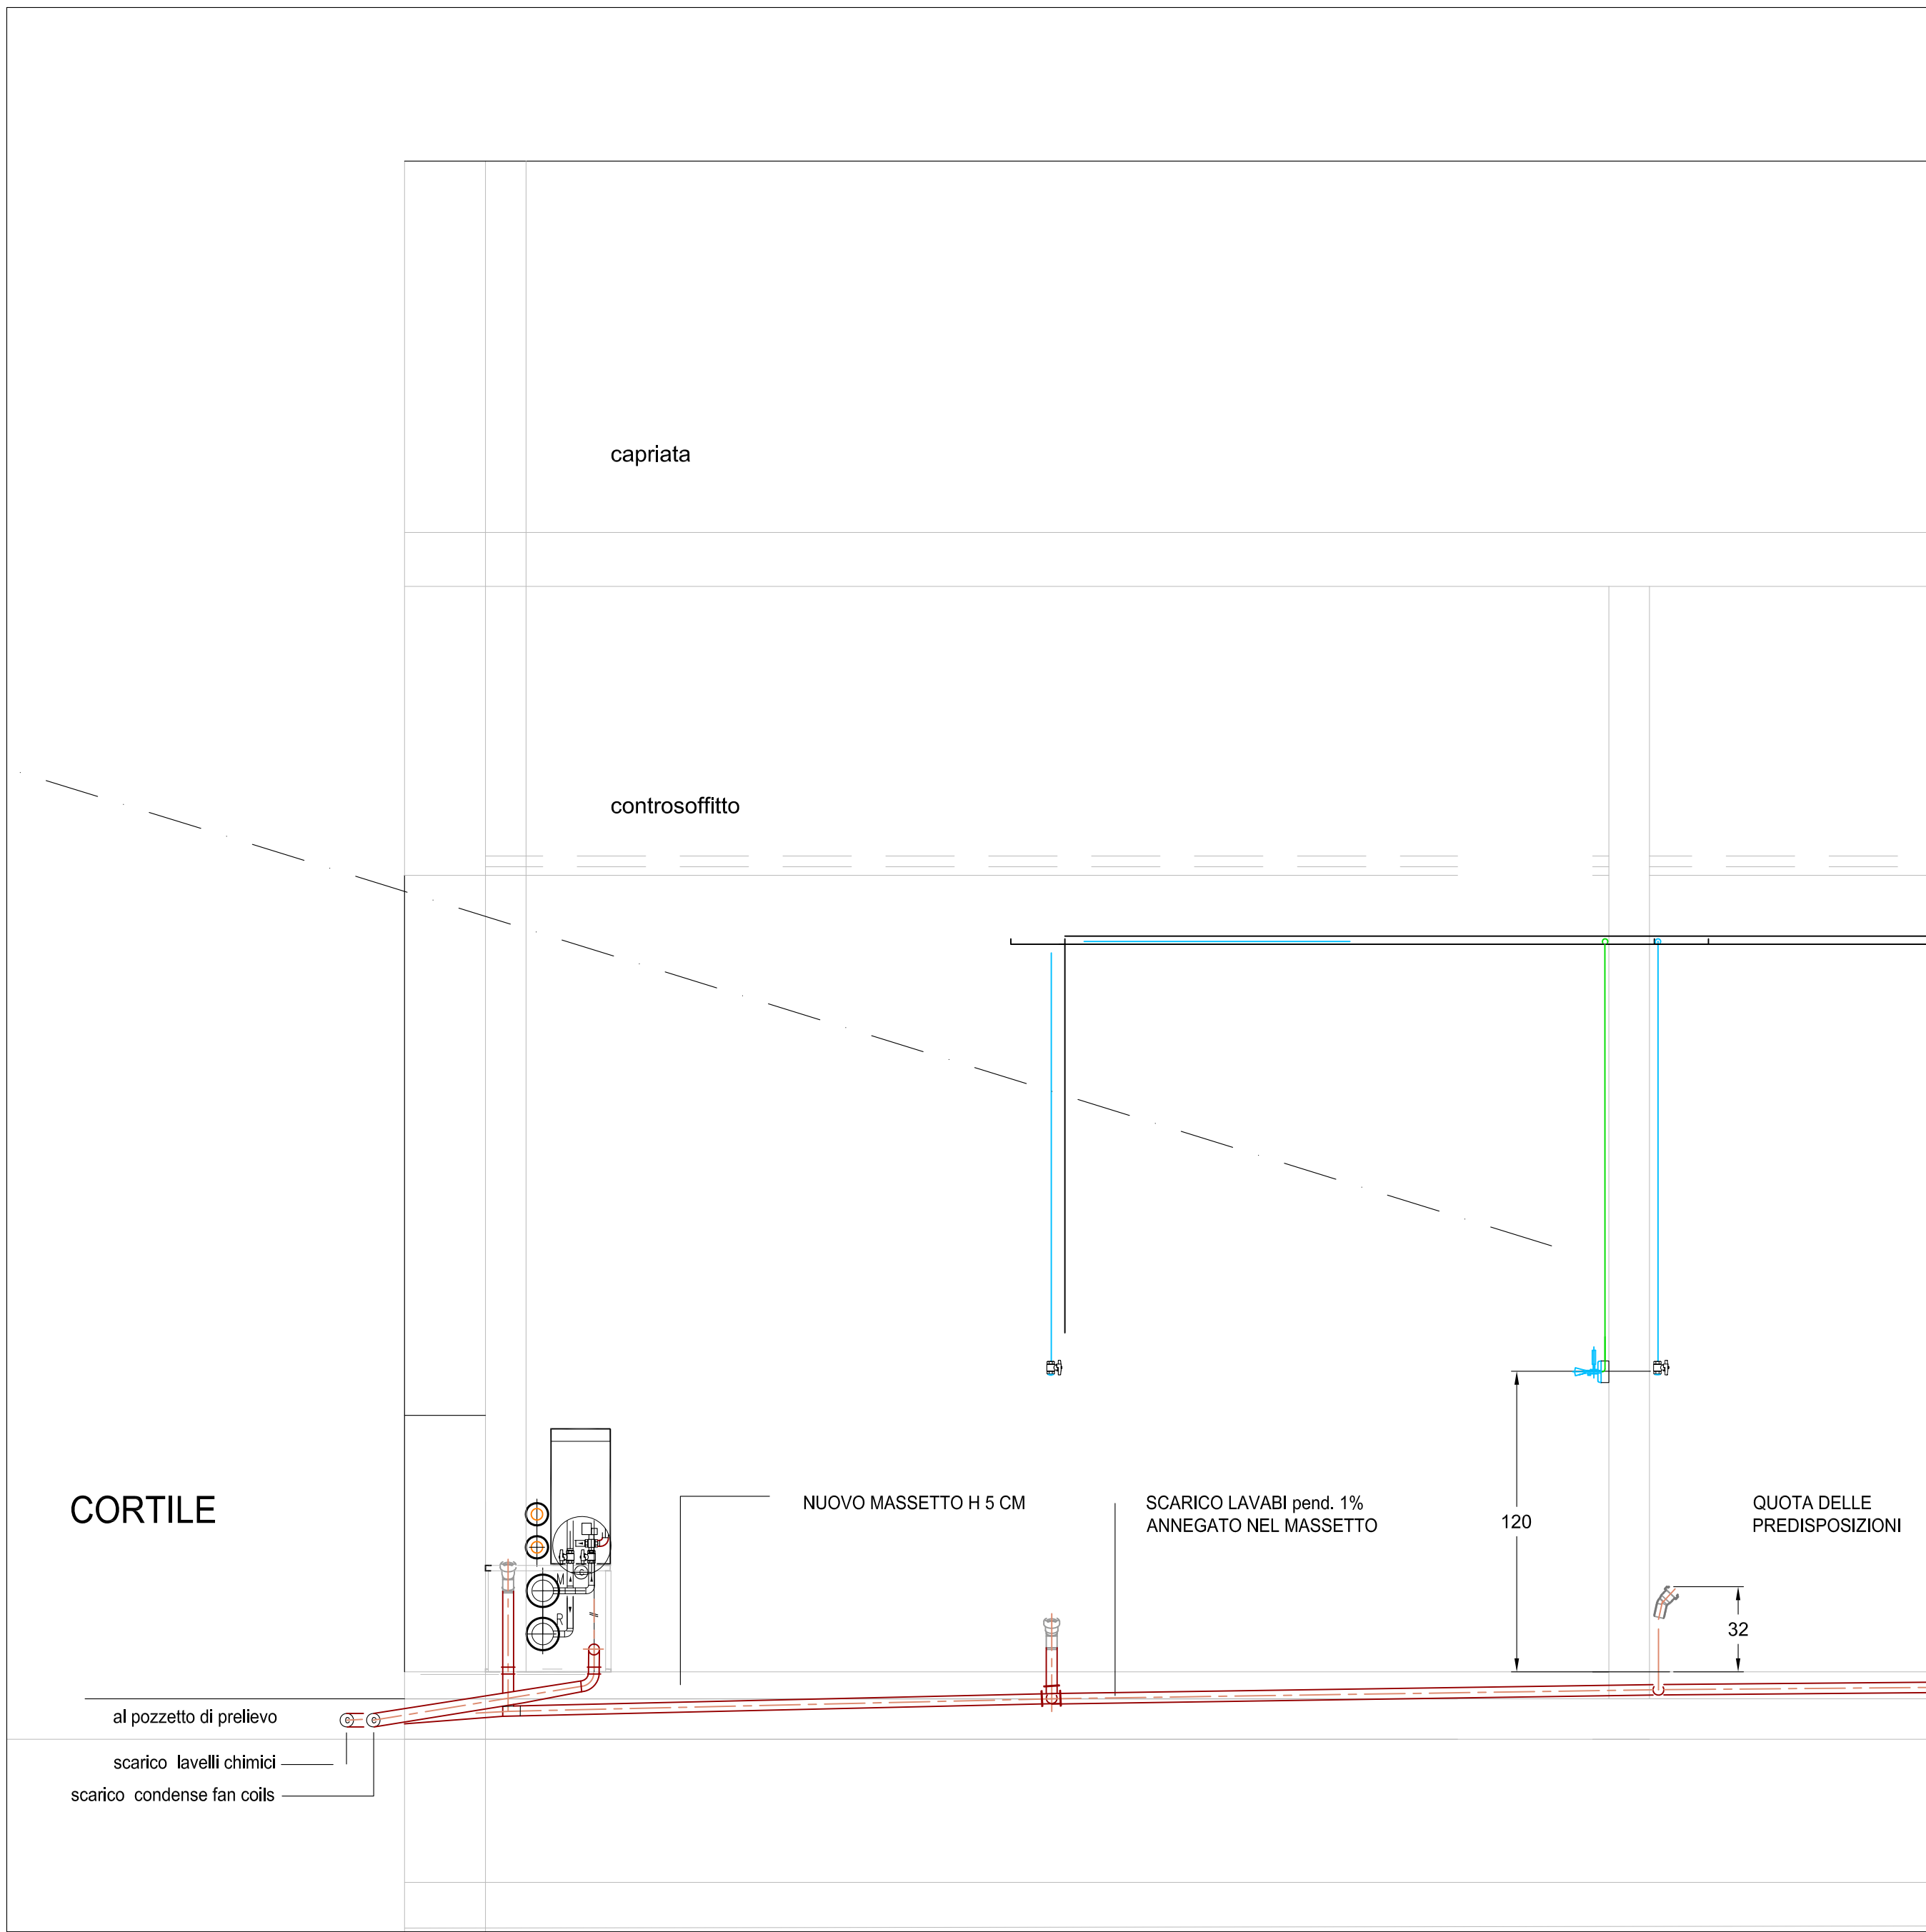 capriata
controsoffitto
CORTILE
NUOVO MASSETTO H 5 CM
SCARICO LAVABI pend. 1%
ANNEGATO NEL MASSETTO
120
QUOTA DELLE
PREDISPOSIZIONI
C
M
R
32
al pozzetto di prelievo
scarico lavelli chimici
scarico condense fan coils